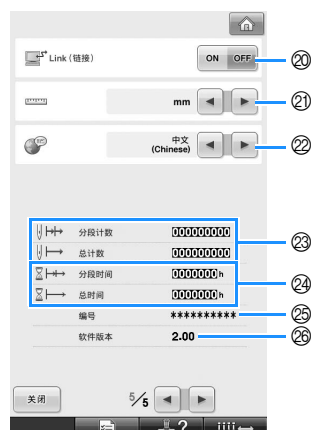 Link (链接)
ON OFF
⑳
mm
㉑
中文
(Chinese)
㉒
分段计数 000000000
总计数 000000000
㉓
分段时间 0000000h
总时间 0000000h
㉔
编号 **********
㉕
软件版本 2.00
㉖
关闭
5/5
?